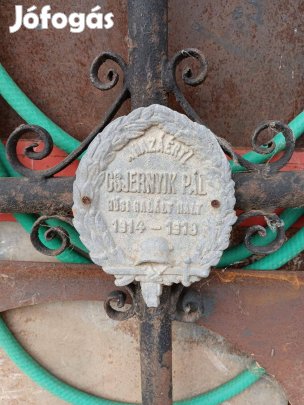 Jófogás
A HAZÁÉRT
CSJERNYIK PÁL
HŐSI HALÁLT HALT
1914-1918